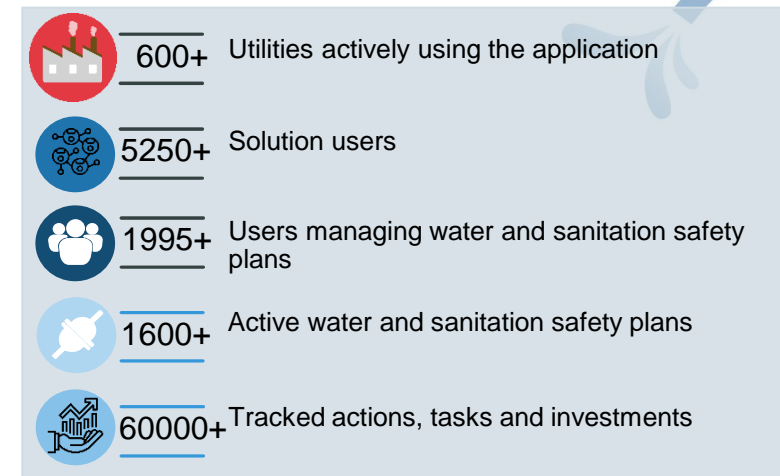 600+ Utilities actively using the application
5250+ Solution users
1995+ Users managing water and sanitation safety
plans
1600+ Active water and sanitation safety plans
60000+ Tracked actions, tasks and investments